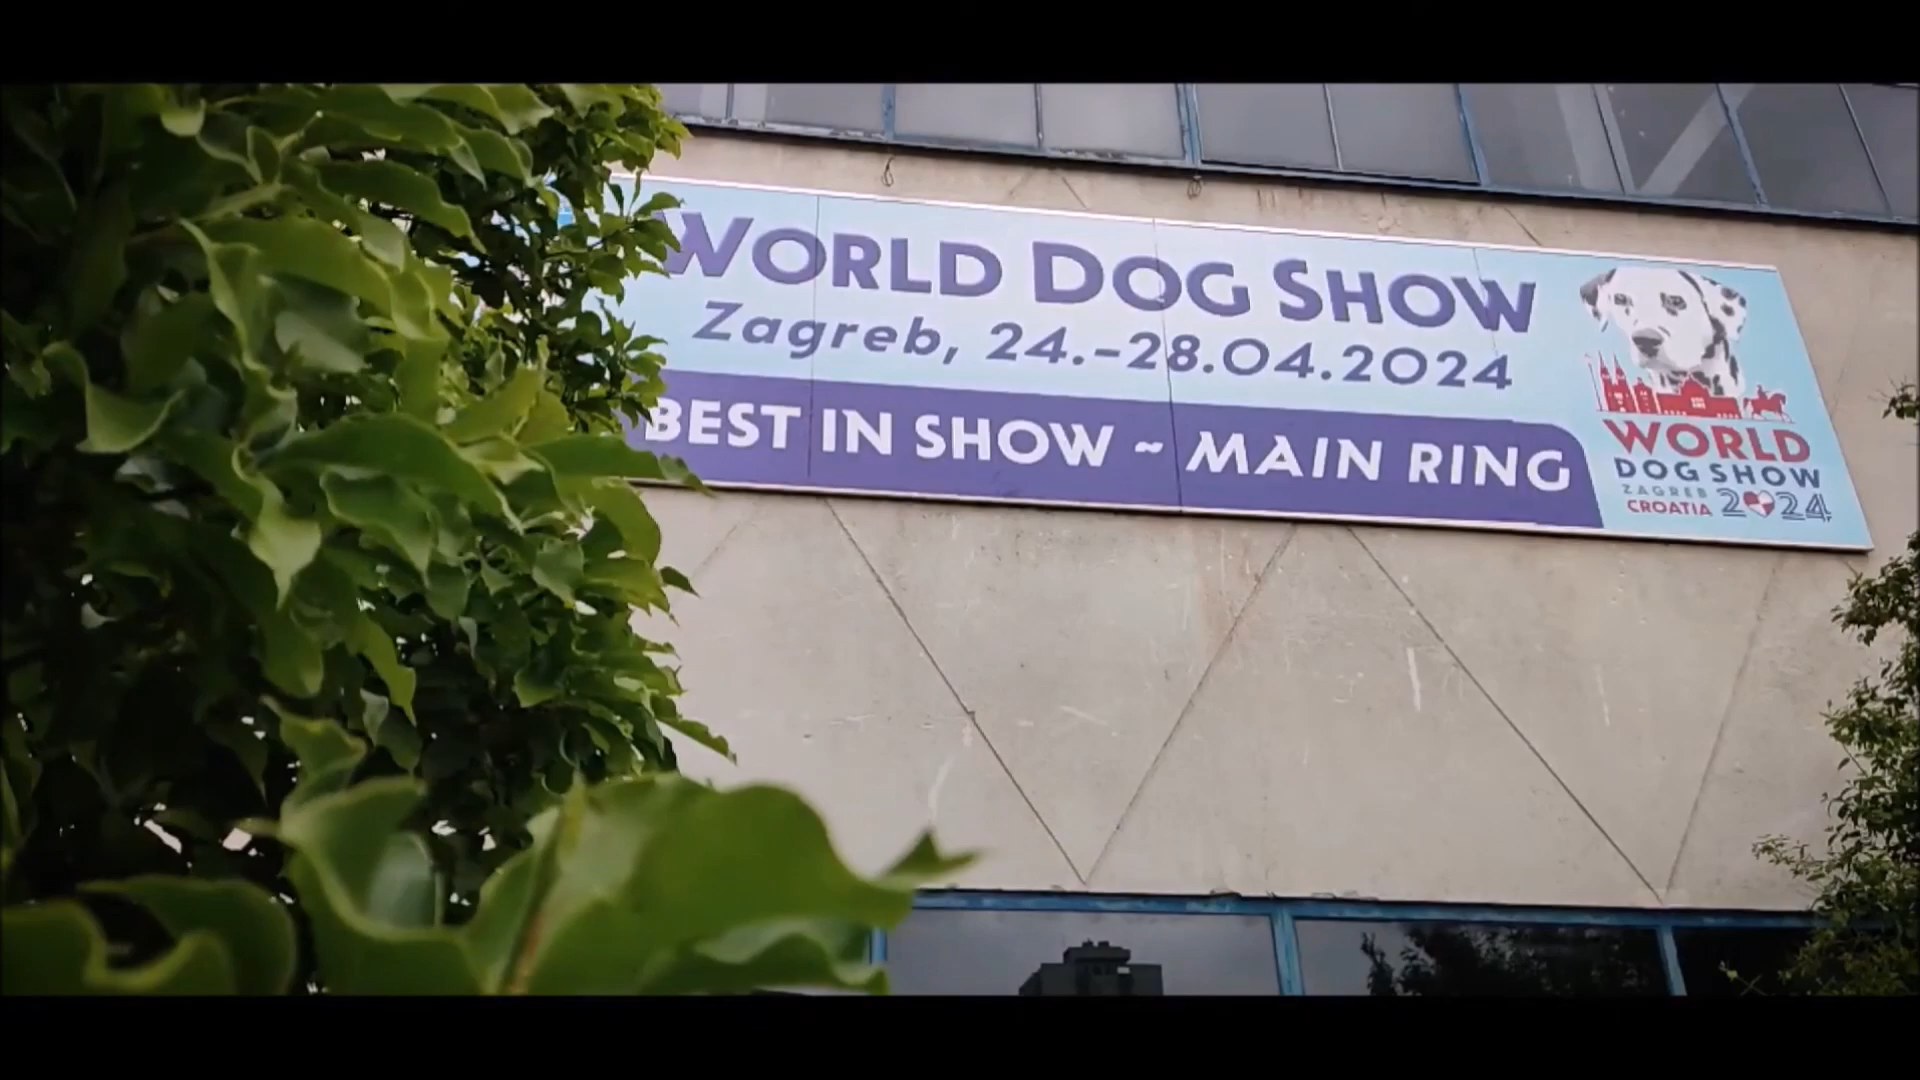 WORLD DOG SHOW
Zagreb, 24.-28.04.2024
BEST IN SHOW ~ MAIN RING
WORLD
DOG SHOW
ZAGREB
CROATIA 2024